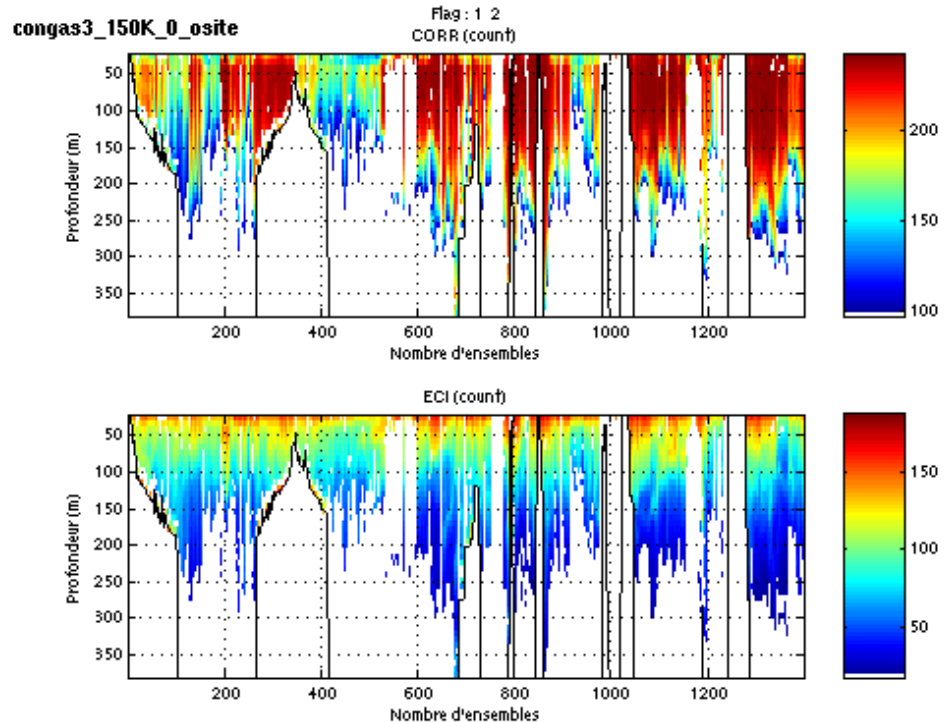 congas3_150K_0_osite
Flag : 1 2
CORR (count)
50
100
150
200
250
300
350
Profondeur (m)
200 400 600 800 1000 1200
Nombre d'ensembles
200
150
100
ECI (count)
50
100
150
200
250
300
350
Profondeur (m)
200 400 600 800 1000 1200
Nombre d'ensembles
150
100
50